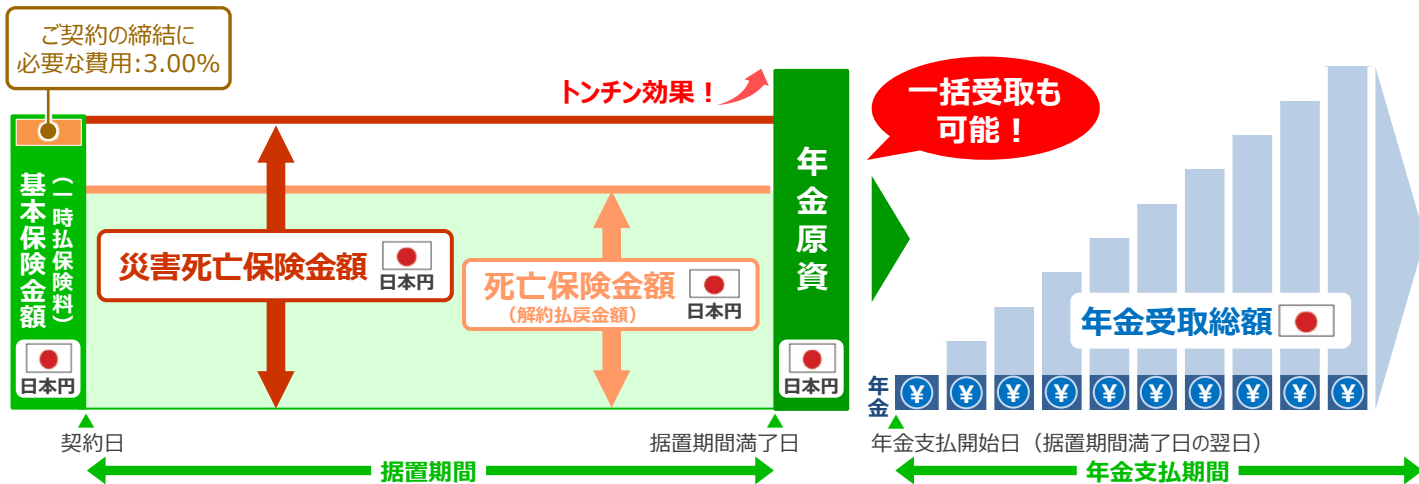 ご契約の締結に
必要な費用:3.00%
トンチン効果！
一括受取も
可能！
基本保険金額
（一時払保険料）
日本円
災害死亡保険金額
日本円
死亡保険金額
（解約払戻金額）
日本円
年金原資
日本円
年金受取総額
年金
¥ ¥ ¥ ¥ ¥ ¥ ¥ ¥ ¥ ¥
契約日
据置期間満了日
年金支払開始日（据置期間満了日の翌日）
据置期間
年金支払期間